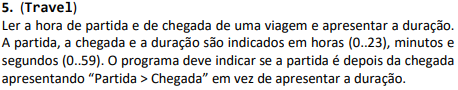 5. (Travel)
Ler a hora de partida e de chegada de uma viagem e apresentar a duração.
A partida, a chegada e a duração são indicados em horas (0..23), minutos e
segundos (0..59). O programa deve indicar se a partida é depois da chegada
apresentando “Partida > Chegada” em vez de apresentar a duração.